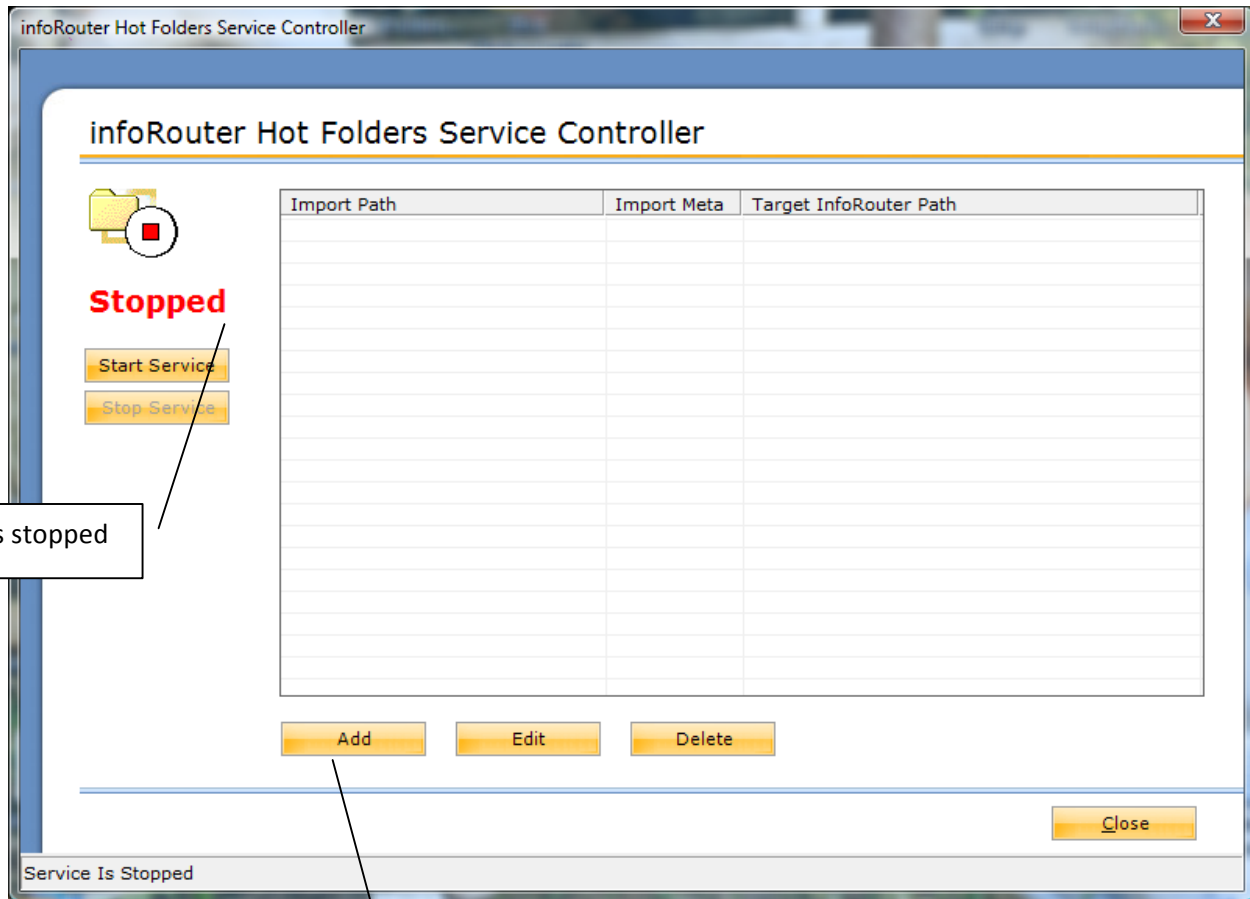 infoRouter Hot Folders Service Controller
infoRouter Hot Folders Service Controller
Import Path Import Meta Target InfoRouter Path
Stopped
Start Service
Stop Service
s stopped
Add Edit Delete
Close
Service Is Stopped